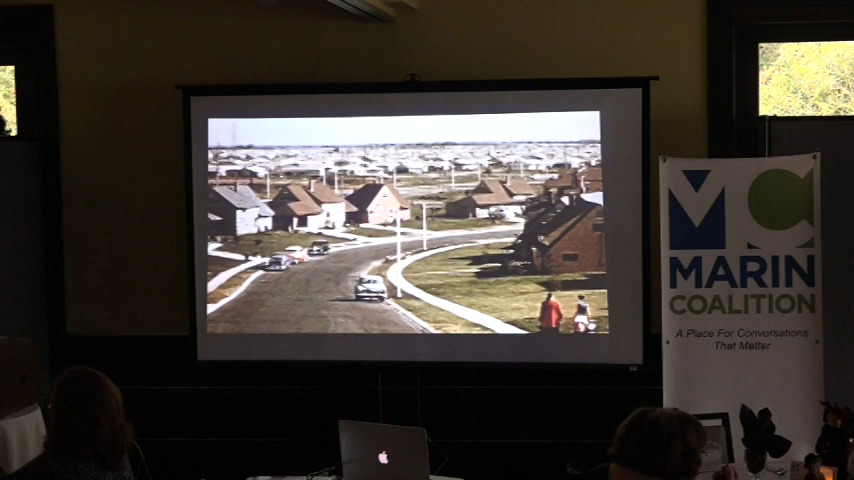 MC
MARIN
COALITION
A Place For Conversations
That Matter